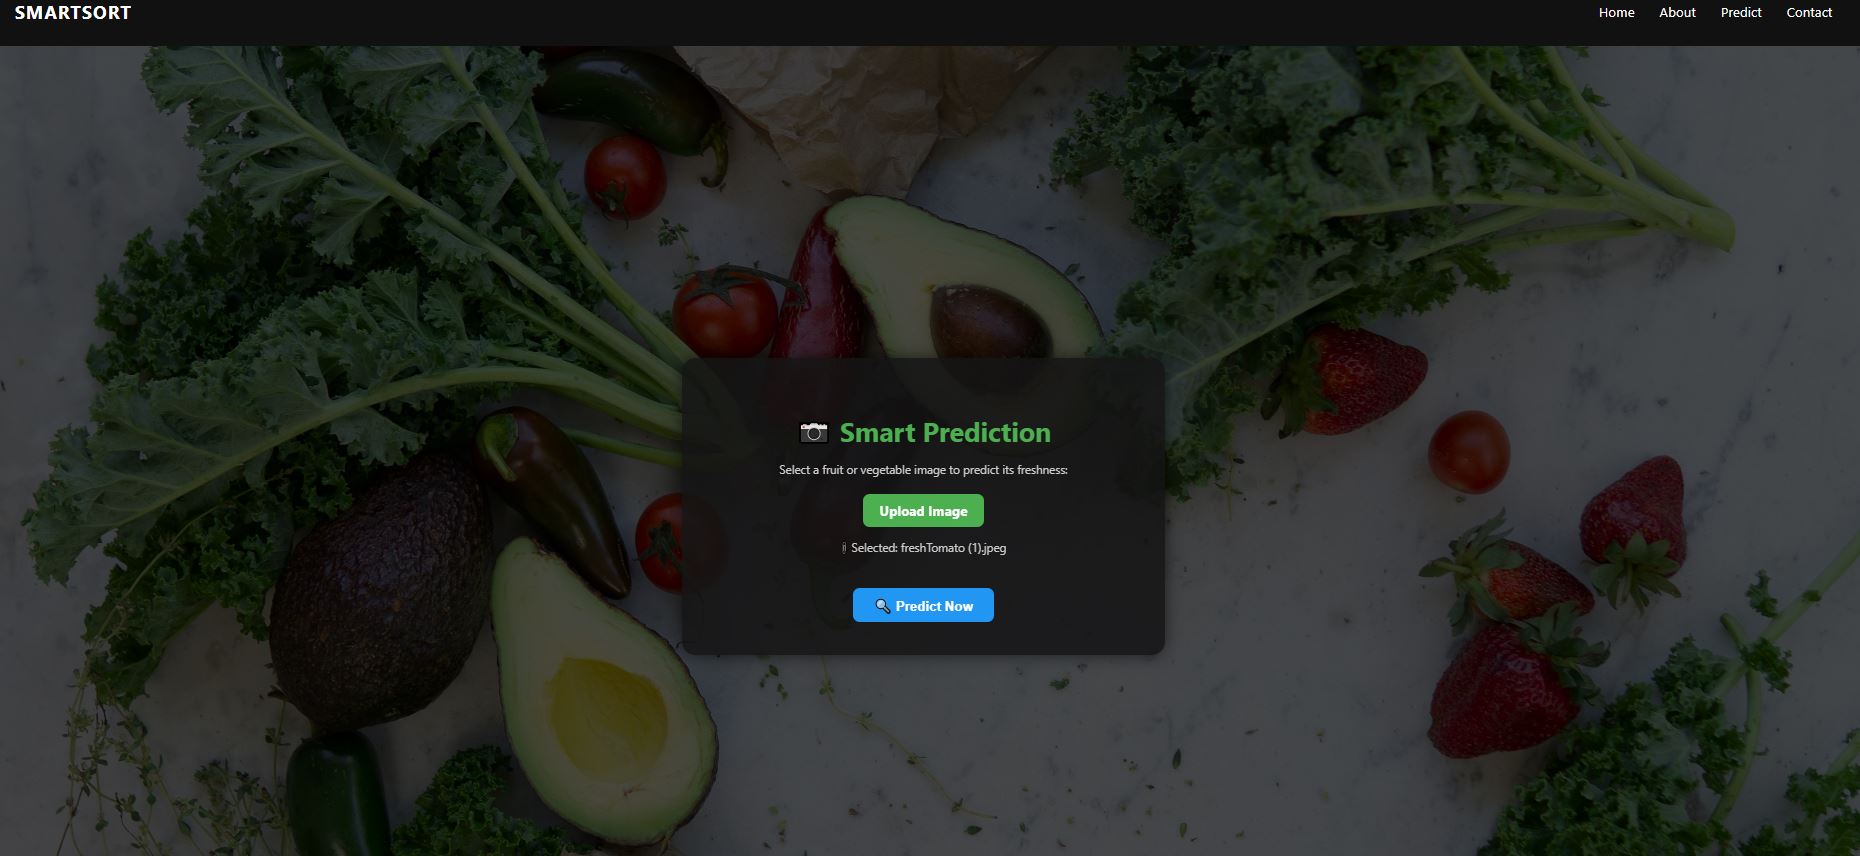 SMARTSORT
Home About Predict Contact
Smart Prediction
Select a fruit or vegetable image to predict its freshness:
Upload Image
Selected: freshTomato (1).jpeg
Predict Now